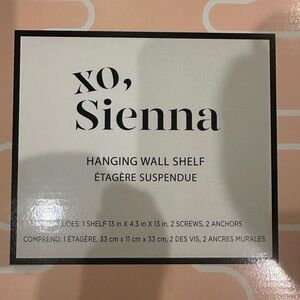 xo,
Sienna
HANGING WALL SHELF
ÉTAGÈRE SUSPENDUE
1 SHELF 13 in X 4.3 in X 13 in, 2 SCREWS, 2 ANCHORS
COMPREND: 1 ÉTAGÈRE, 33 cm x 11 cm x 33 cm, 2 DES VIS, 2 ANCRES MURALES